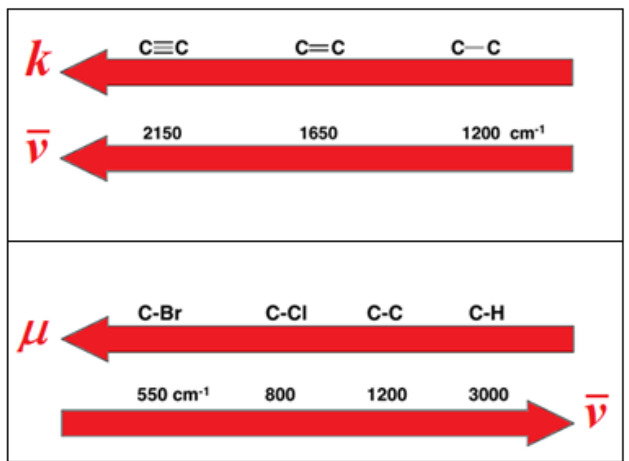 C≡C C=C C—C
k
2150 1650 1200 cm⁻¹
ν̅
C-Br C-Cl C-C C-H
μ
550 cm⁻¹ 800 1200 3000
ν̅